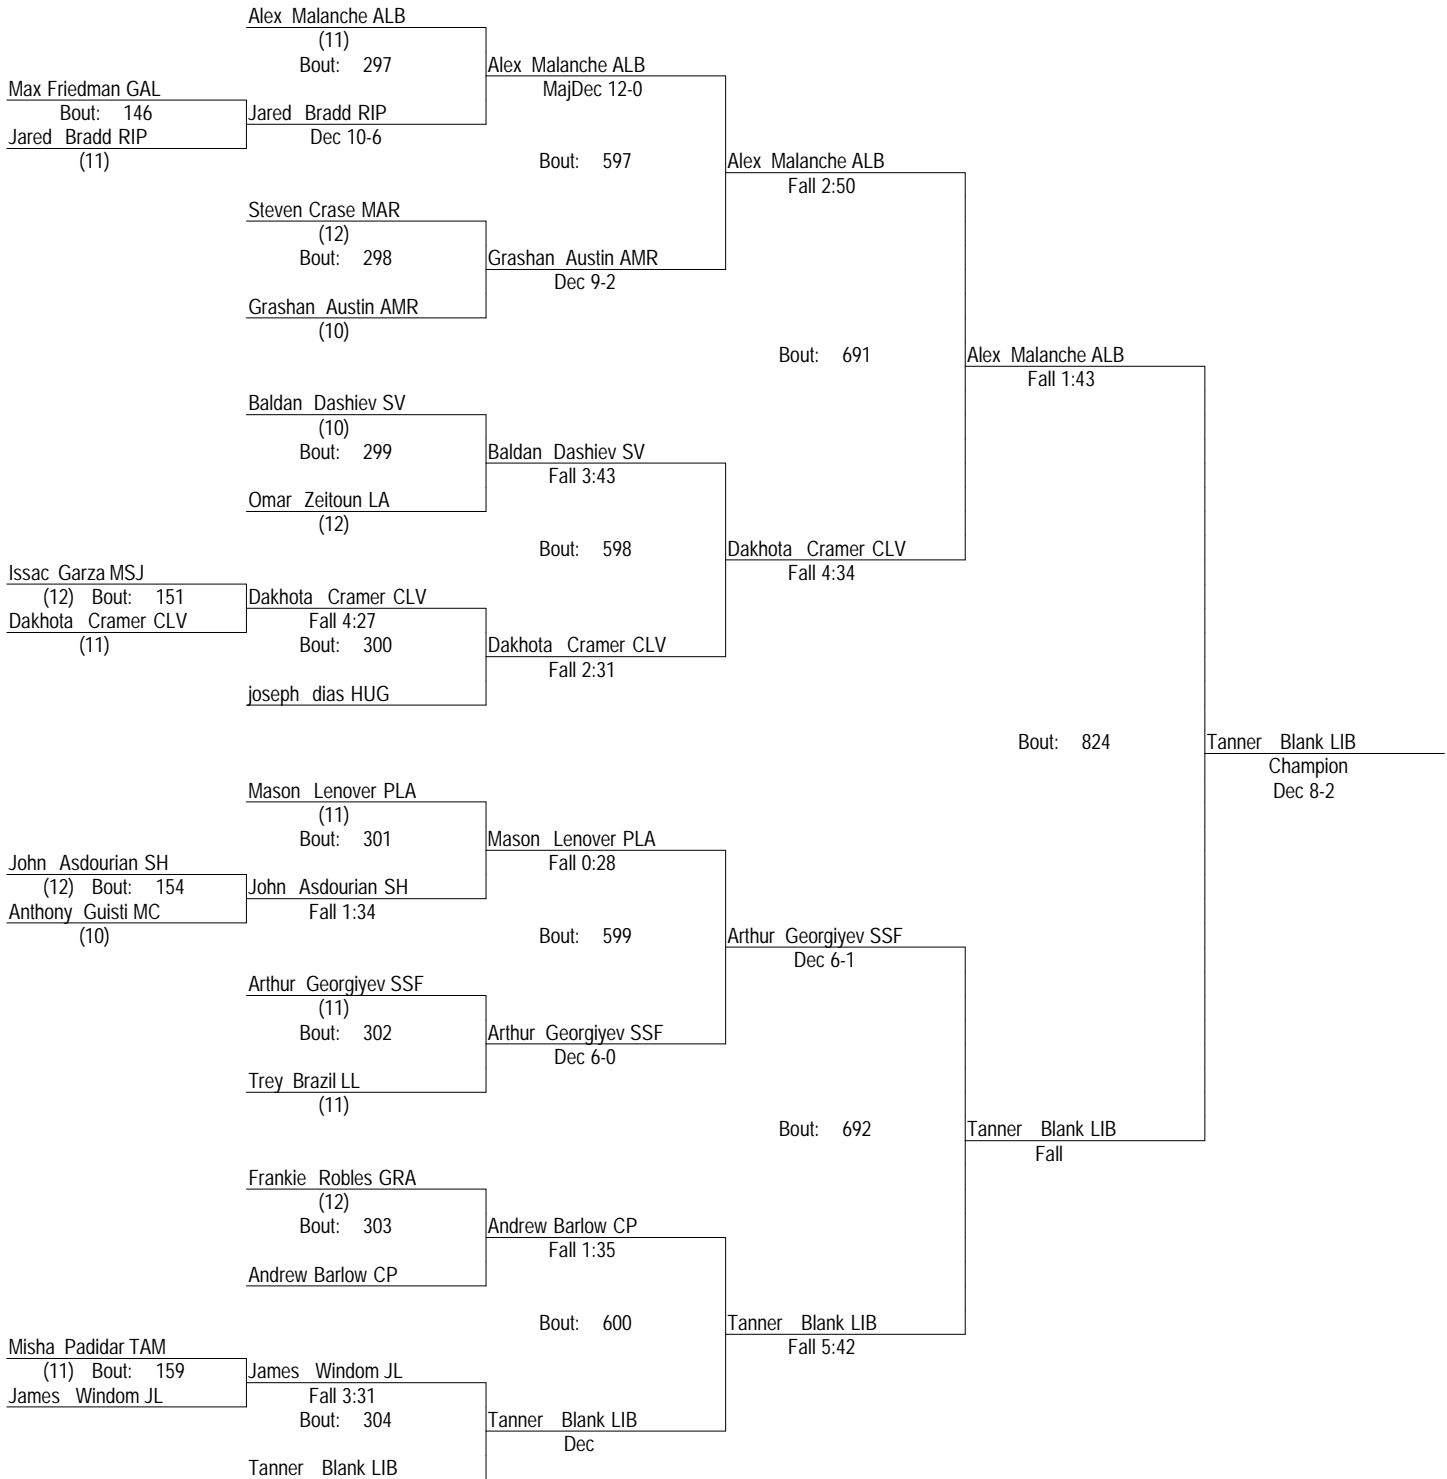 Alex Malanche ALB
(11)
Bout: 297
Alex Malanche ALB
MajDec 12-0
Max Friedman GAL
Bout: 146
Jared Bradd RIP
(11)
Jared Bradd RIP
Dec 10-6
Bout: 597
Alex Malanche ALB
Fall 2:50
Steven Crase MAR
(12)
Bout: 298
Grashan Austin AMR
Dec 9-2
Grashan Austin AMR
(10)
Bout: 691
Alex Malanche ALB
Fall 1:43
Baldan Dashiev SV
(10)
Bout: 299
Baldan Dashiev SV
Fall 3:43
Omar Zeitoun LA
(12)
Bout: 598
Dakhota Cramer CLV
Fall 4:34
Issac Garza MSJ
(12) Bout: 151
Dakhota Cramer CLV
(11)
Dakhota Cramer CLV
Fall 4:27
Bout: 300
Dakhota Cramer CLV
Fall 2:31
joseph dias HUG
Bout: 824
Tanner Blank LIB
Champion
Dec 8-2
Mason Lenover PLA
(11)
Bout: 301
Mason Lenover PLA
Fall 0:28
John Asdourian SH
(12) Bout: 154
Anthony Guisti MC
(10)
John Asdourian SH
Fall 1:34
Bout: 599
Arthur Georgiyev SSF
Dec 6-1
Arthur Georgiyev SSF
(11)
Bout: 302
Arthur Georgiyev SSF
Dec 6-0
Trey Brazil LL
(11)
Bout: 692
Tanner Blank LIB
Fall
Frankie Robles GRA
(12)
Bout: 303
Andrew Barlow CP
Fall 1:35
Andrew Barlow CP
Bout: 600
Tanner Blank LIB
Fall 5:42
Misha Padidar TAM
(11) Bout: 159
James Windom JL
James Windom JL
Fall 3:31
Bout: 304
Tanner Blank LIB
Dec
Tanner Blank LIB